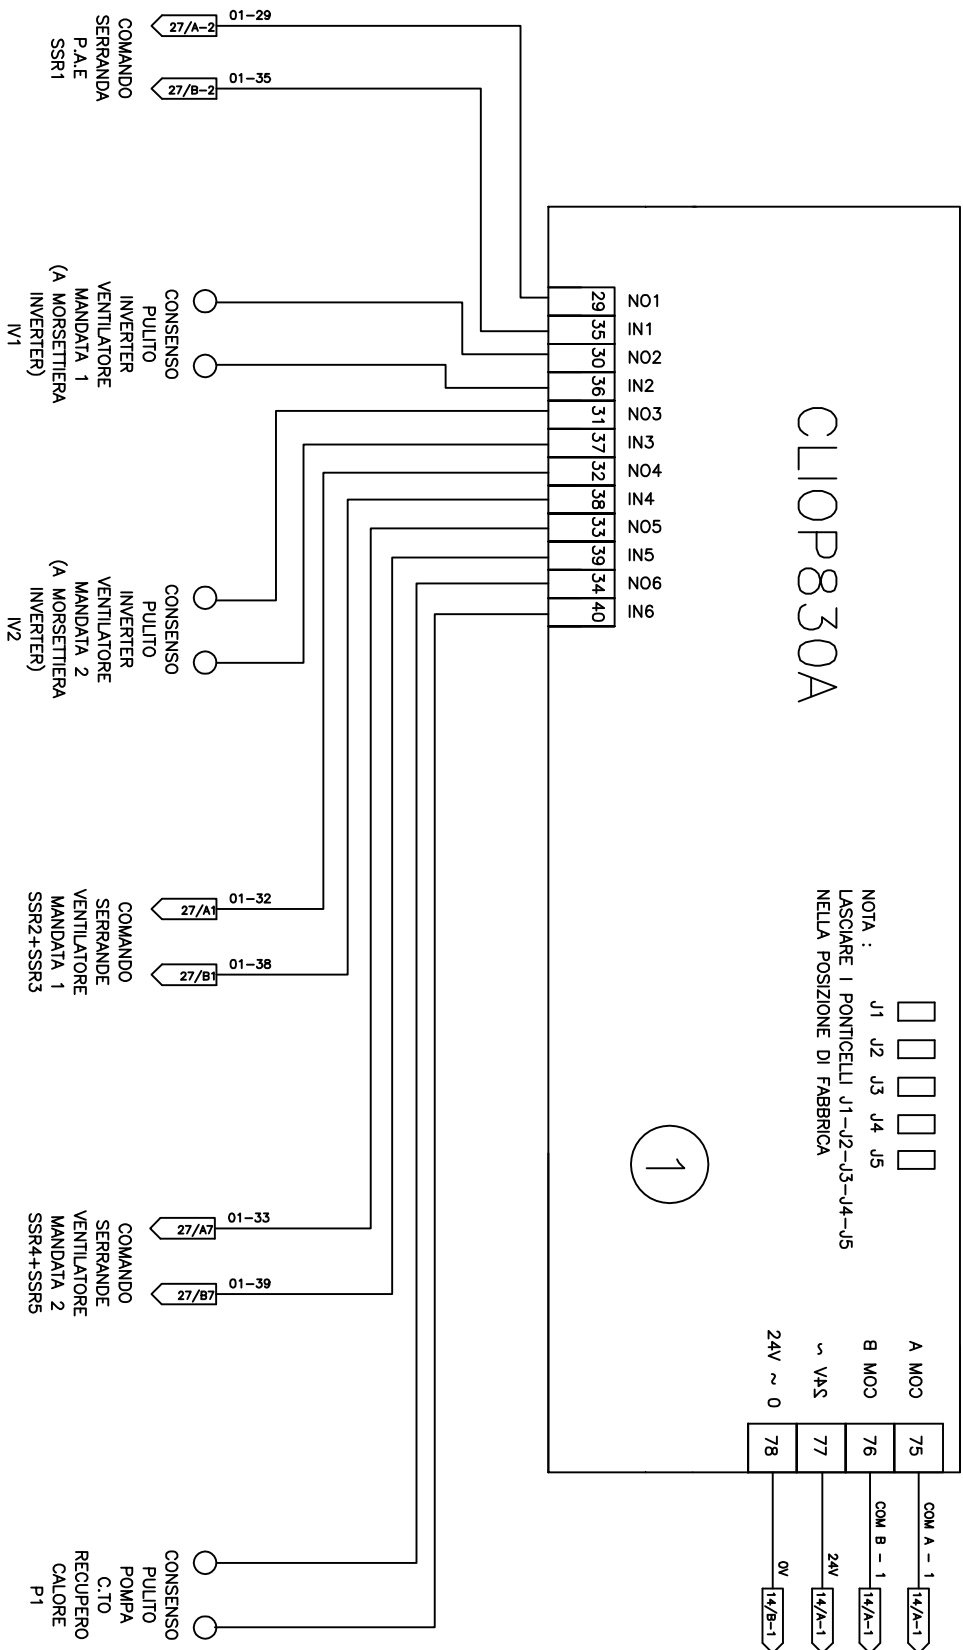 CLIOP830A
NOTA :
LASCIARE I PONTICELLI J1-J2-J3-J4-J5
NELLA POSIZIONE DI FABBRICA
J1 J2 J3 J4 J5
1
COM A
COM B
24V ~
24V ~ 0
75
76
77
78
COM A - 1
COM B - 1
24V
0V
14/A-1
14/A-1
14/A-1
14/B-1
NO1
IN1
NO2
IN2
NO3
IN3
NO4
IN4
NO5
IN5
NO6
IN6
29
35
30
36
31
37
32
38
33
39
34
40
01-29
27/A-2
01-35
27/B-2
COMANDO
SERRANDA
P.A.E
SSR1
CONSENSO
PULITO
INVERTER
VENTILATORE
MANDATA 1
(A MORSETTIERA
INVERTER)
IV1
CONSENSO
PULITO
INVERTER
VENTILATORE
MANDATA 2
(A MORSETTIERA
INVERTER)
IV2
01-32
27/A1
01-38
27/B1
COMANDO
SERRANDE
VENTILATORE
MANDATA 1
SSR2+SSR3
01-33
27/A7
01-39
27/B7
COMANDO
SERRANDE
VENTILATORE
MANDATA 2
SSR4+SSR5
CONSENSO
PULITO
POMPA
C.TO
RECUPERO
CALORE
P1